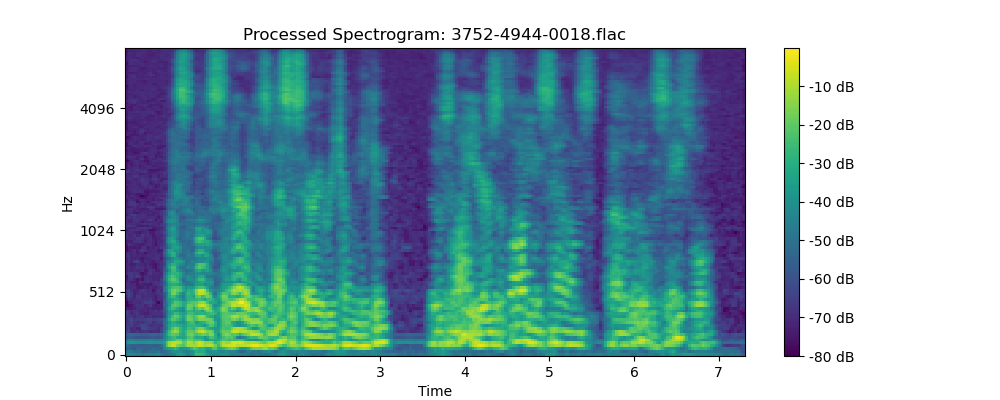 Processed Spectrogram: 3752-4944-0018.flac
Hz
4096
2048
1024
512
0
0 1 2 3 4 5 6 7
Time
-10 dB
-20 dB
-30 dB
-40 dB
-50 dB
-60 dB
-70 dB
-80 dB